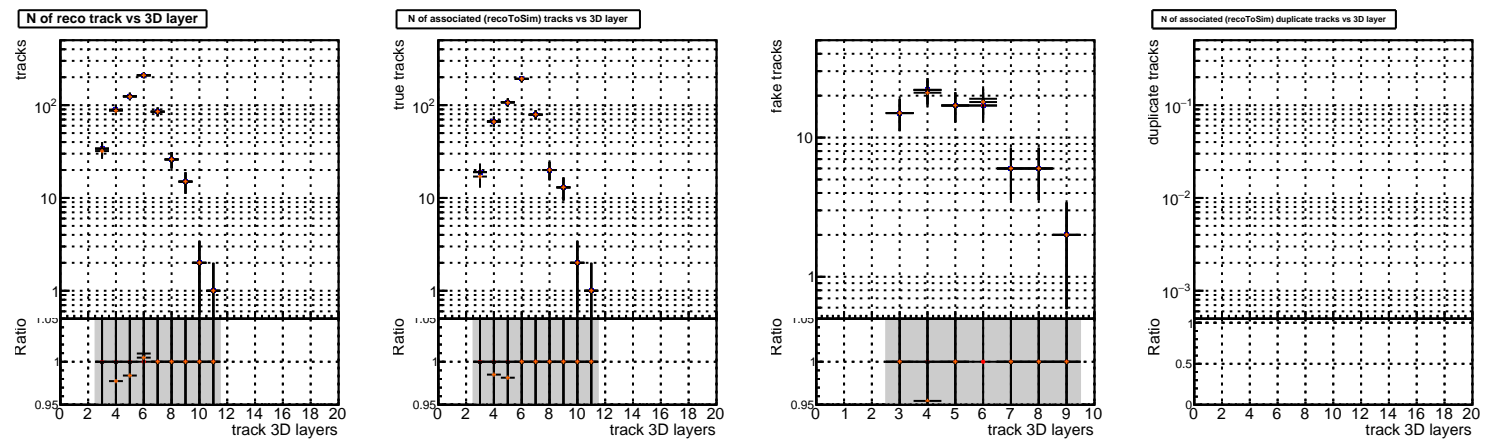 N of reco track vs 3D layer
tracks
10²
10
1
Ratio
1.05
1
0.95
0 2 4 6 8 10 12 14 16 18 20
track 3D layers
N of associated (recoToSim) tracks vs 3D layer
true tracks
10²
10
1
Ratio
1.05
1
0.95
0 2 4 6 8 10 12 14 16 18 20
track 3D layers
fake tracks
10
1
Ratio
1.05
1
0.95
0 1 2 3 4 5 6 7 8 9 10
track 3D layers
N of associated (recoToSim) duplicate tracks vs 3D layer
duplicate tracks
10⁻¹
10⁻²
10⁻³
Ratio
1
0.5
0
0 2 4 6 8 10 12 14 16 18 20
track 3D layers